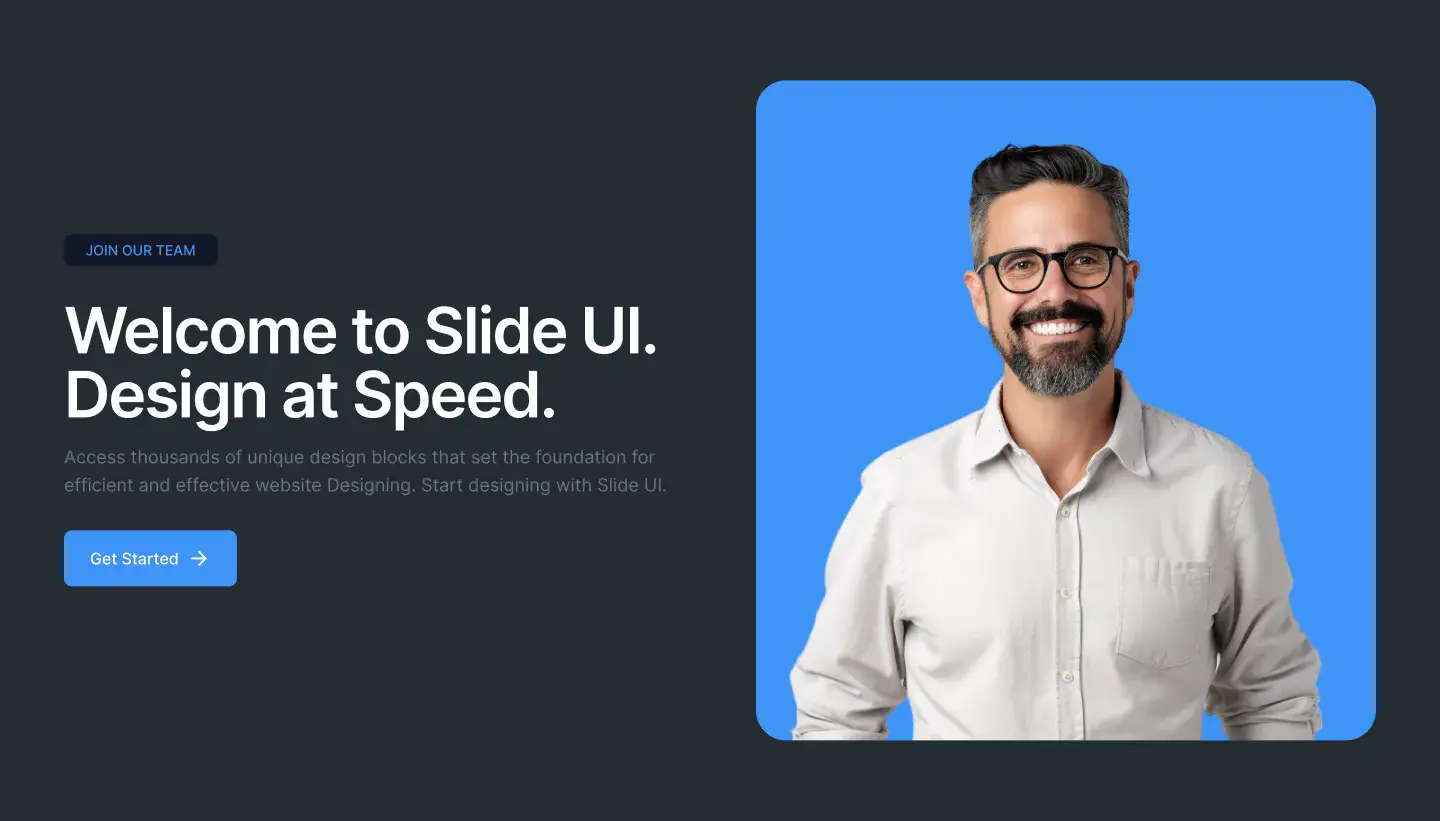 JOIN OUR TEAM
Welcome to Slide UI.
Design at Speed.
Access thousands of unique design blocks that set the foundation for
efficient and effective website Designing. Start designing with Slide UI.
Get Started →